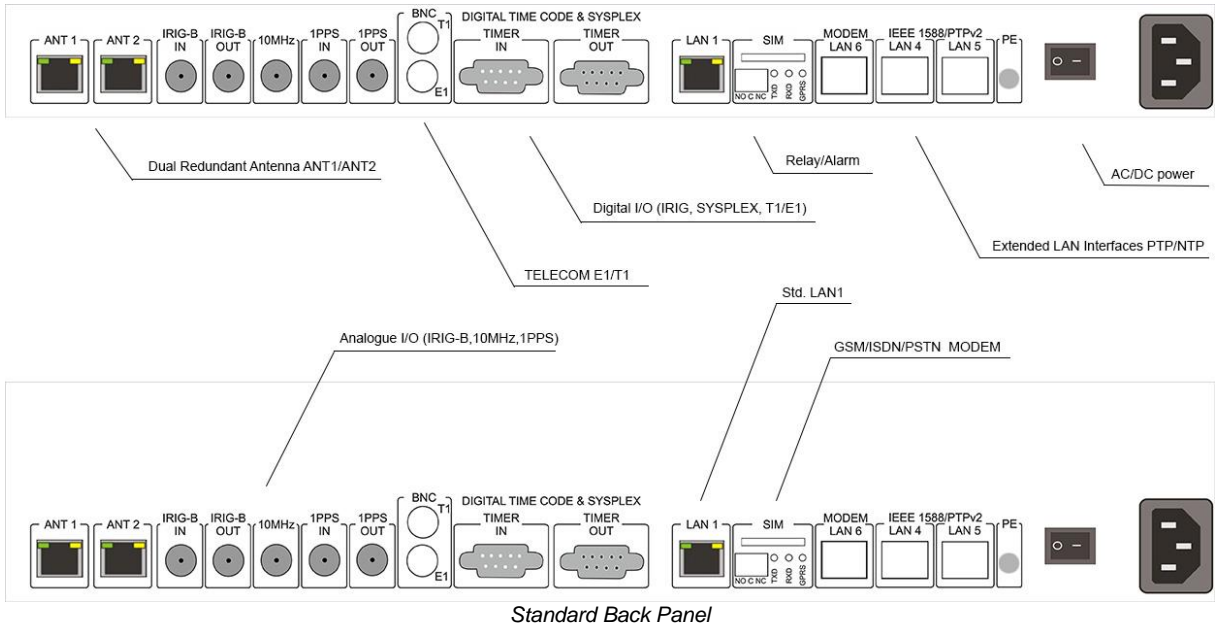 BNC
DIGITAL TIME CODE & SYSPLEX
T1
ANT 1 ANT 2 IRIG-B IN IRIG-B OUT 10MHz 1PPS IN 1PPS OUT TIMER IN TIMER OUT LAN 1 SIM MODEM LAN 6 IEEE 1588/PTPv2 LAN 4 LAN 5 PE
E1
NO C NC TXD RXD GPRS
Dual Redundant Antenna ANT1/ANT2
Relay/Alarm
AC/DC power
Digital I/O (IRIG, SYSPLEX, T1/E1)
Extended LAN Interfaces PTP/NTP
TELECOM E1/T1
Std. LAN1
Analogue I/O (IRIG-B,10MHz,1PPS)
GSM/ISDN/PSTN MODEM
BNC
DIGITAL TIME CODE & SYSPLEX
T1
ANT 1 ANT 2 IRIG-B IN IRIG-B OUT 10MHz 1PPS IN 1PPS OUT TIMER IN TIMER OUT LAN 1 SIM MODEM LAN 6 IEEE 1588/PTPv2 LAN 4 LAN 5 PE
E1
NO C NC TXD RXD GPRS
Standard Back Panel